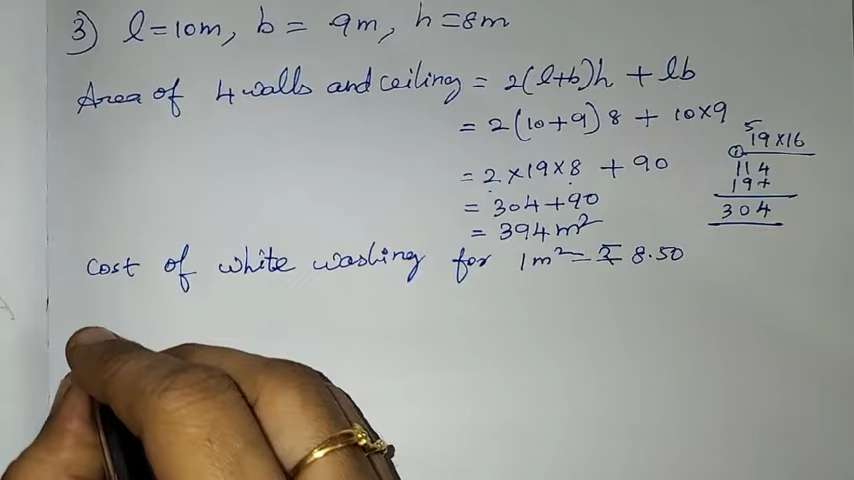 3) l=10m, b= 9m, h=8m
Area of 4 walls and ceiling = 2(l+b)h + lb
= 2(10+9) 8 + 10×9
= 2×19×8 + 90
= 304+90
= 394m²
5
19×16
1
114
19+
304
cost of white washing for 1m² = ₹ 8.50